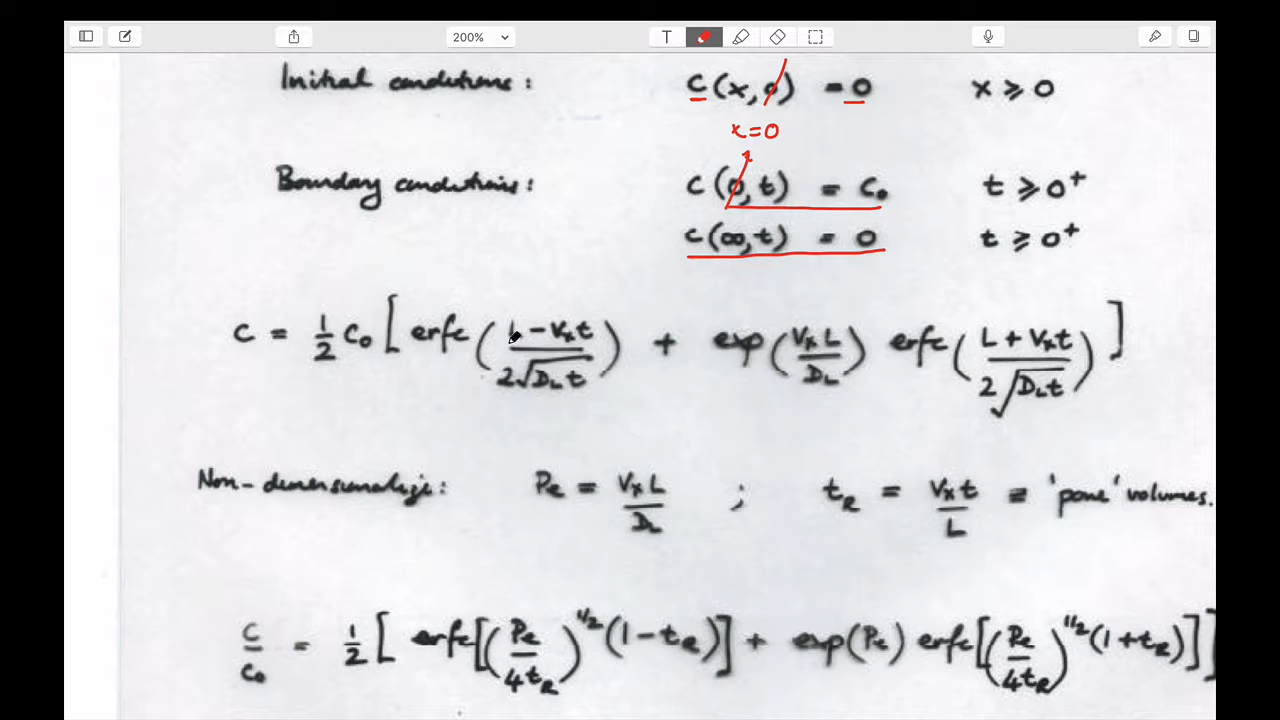 200%
T
Initial conditions: C(x,0) = 0 x ⩾ 0
x=0
Boundary conditions: C(0,t) = C₀ t ⩾ 0⁺
C(∞,t) = 0 t ⩾ 0⁺
C = 1/2 C₀ [ erfc ( (L - Vₓt) / (2√(D_L t)) ) + exp ( VₓL / D_L ) erfc ( (L + Vₓt) / (2√(D_L t)) ) ]
Non-dimensionalize: Pe = VₓL / D_L ; t_R = Vₓt / L ≡ 'pore' volumes.
C/C₀ = 1/2 [ erfc[ (Pe / 4t_R)^1/2 (1 - t_R) ] + exp(Pe) erfc[ (Pe / 4t_R)^1/2 (1 + t_R) ] ]